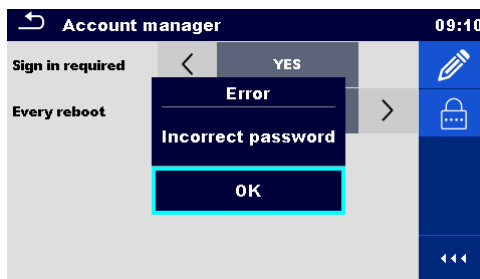 Account manager 09:10
Sign in required YES
Every reboot
Error
Incorrect password
OK